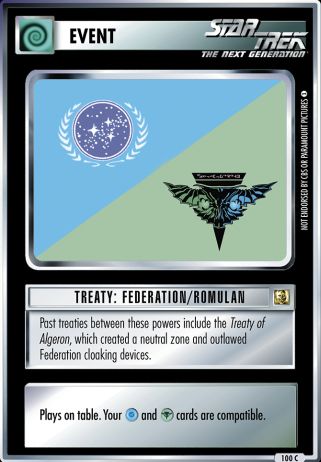 EVENT
STAR TREK
THE NEXT GENERATION
NOT ENDORSED BY CBS OR PARAMOUNT PICTURES
TREATY: FEDERATION/ROMULAN
Past treaties between these powers include the Treaty of
Algeron, which created a neutral zone and outlawed
Federation cloaking devices.
Plays on table. Your and cards are compatible.
100 C